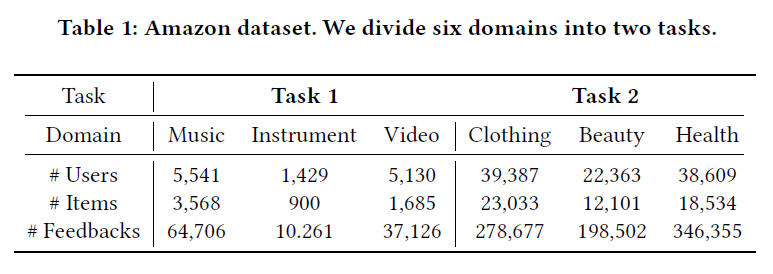 Table 1: Amazon dataset. We divide six domains into two tasks.
Task Task 1 Task 2
Domain Music Instrument Video Clothing Beauty Health
# Users 5,541 1,429 5,130 39,387 22,363 38,609
# Items 3,568 900 1,685 23,033 12,101 18,534
# Feedbacks 64,706 10.261 37,126 278,677 198,502 346,355